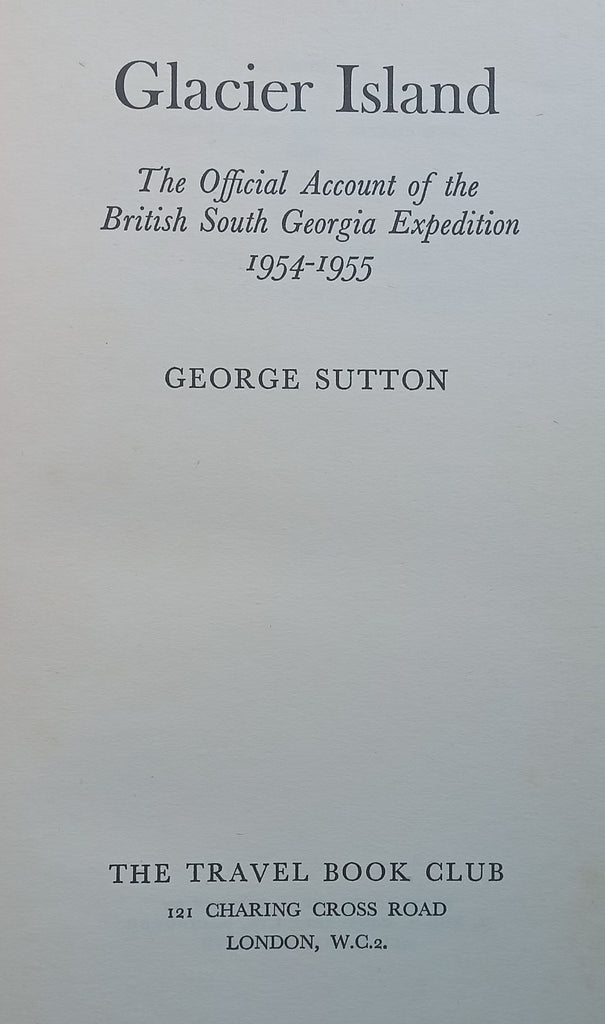 Glacier Island
The Official Account of the
British South Georgia Expedition
1954-1955
GEORGE SUTTON
THE TRAVEL BOOK CLUB
121 CHARING CROSS ROAD
LONDON, W.C.2.